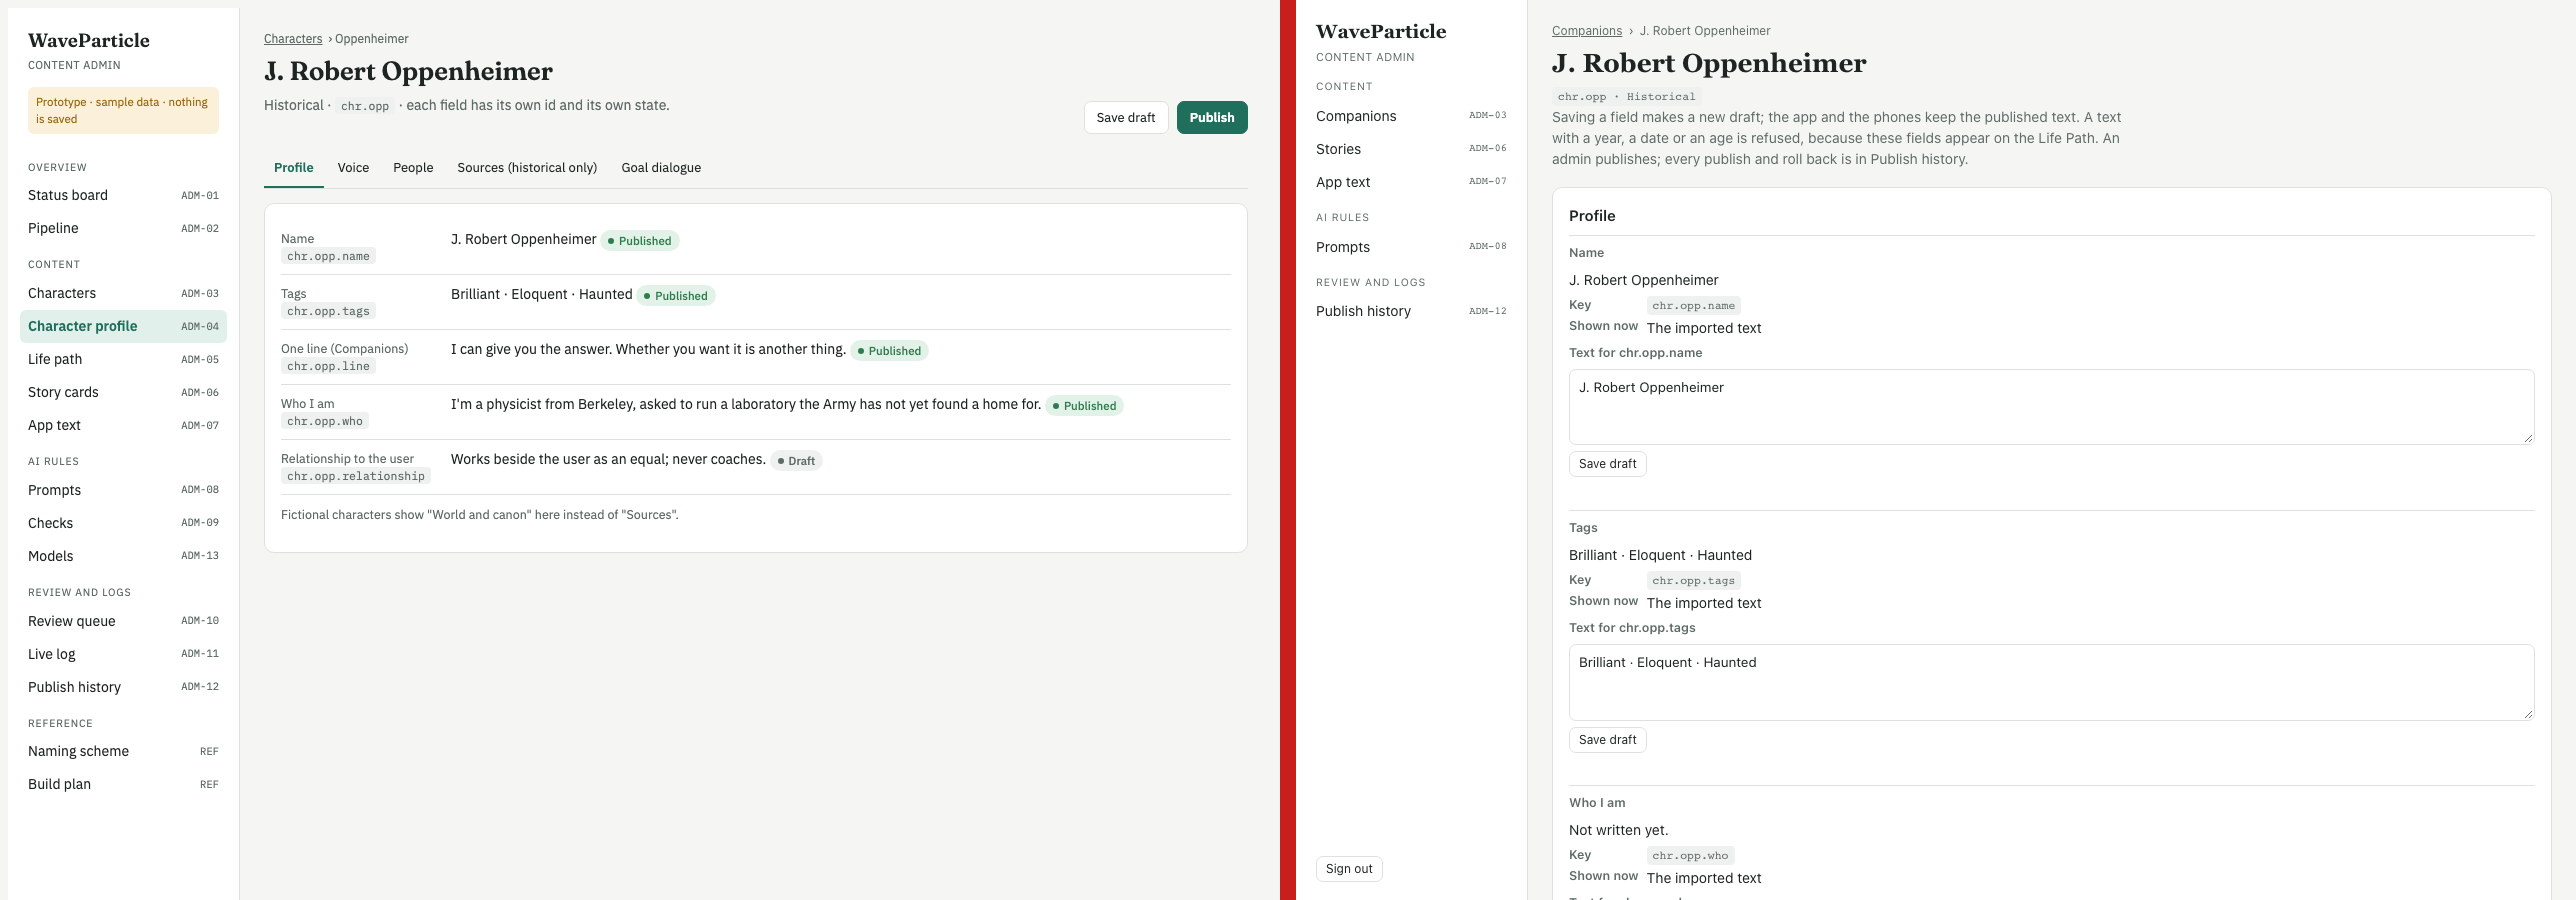 WaveParticle
CONTENT ADMIN
Prototype · sample data · nothing
is saved
OVERVIEW
Status board ADM-01
Pipeline ADM-02
CONTENT
Characters ADM-03
Character profile ADM-04
Life path ADM-05
Story cards ADM-06
App text ADM-07
AI RULES
Prompts ADM-08
Checks ADM-09
Models ADM-13
REVIEW AND LOGS
Review queue ADM-10
Live log ADM-11
Publish history ADM-12
REFERENCE
Naming scheme REF
Build plan REF
Characters › Oppenheimer
J. Robert Oppenheimer
Historical · chr.opp · each field has its own id and its own state.
Save draft Publish
Profile Voice People Sources (historical only) Goal dialogue
Name J. Robert Oppenheimer Published
chr.opp.name
Tags Brilliant · Eloquent · Haunted Published
chr.opp.tags
One line (Companions) I can give you the answer. Whether you want it is another thing. Published
chr.opp.line
Who I am I'm a physicist from Berkeley, asked to run a laboratory the Army has not yet found a home for. Published
chr.opp.who
Relationship to the user Works beside the user as an equal; never coaches. Draft
chr.opp.relationship
Fictional characters show "World and canon" here instead of "Sources".
WaveParticle
CONTENT ADMIN
CONTENT
Companions ADM-03
Stories ADM-06
App text ADM-07
AI RULES
Prompts ADM-08
REVIEW AND LOGS
Publish history ADM-12
Sign out
Companions › J. Robert Oppenheimer
J. Robert Oppenheimer
chr.opp · Historical
Saving a field makes a new draft; the app and the phones keep the published text. A text
with a year, a date or an age is refused, because these fields appear on the Life Path. An
admin publishes; every publish and roll back is in Publish history.
Profile
Name
J. Robert Oppenheimer
Key chr.opp.name
Shown now The imported text
Text for chr.opp.name
J. Robert Oppenheimer
Save draft
Tags
Brilliant · Eloquent · Haunted
Key chr.opp.tags
Shown now The imported text
Text for chr.opp.tags
Brilliant · Eloquent · Haunted
Save draft
Who I am
Not written yet.
Key chr.opp.who
Shown now The imported text